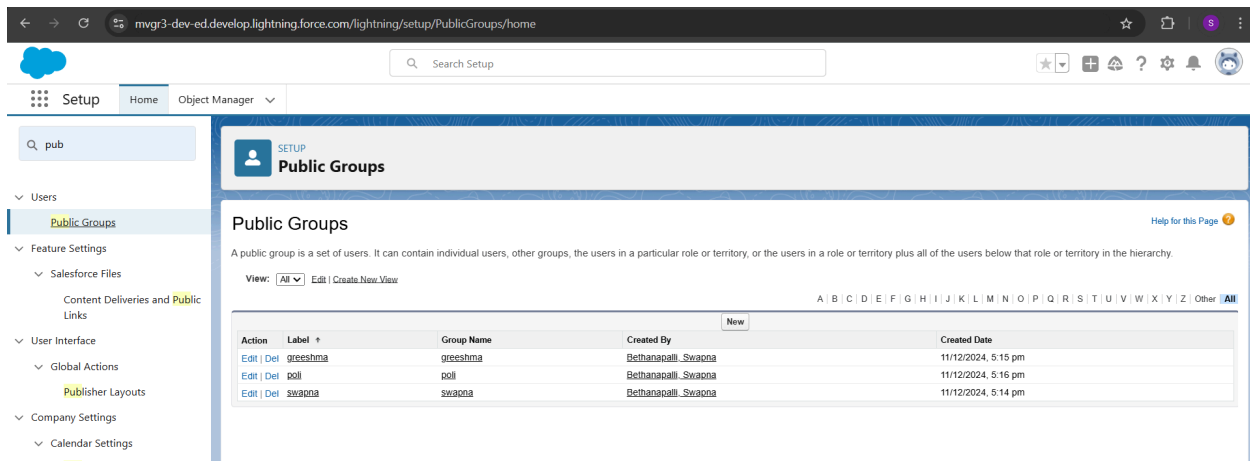 mvgr3-dev-ed.develop.lightning.force.com/lightning/setup/PublicGroups/home
S
Search Setup
Setup
Home
Object Manager
pub
Users
Public Groups
Feature Settings
Salesforce Files
Content Deliveries and Public
Links
User Interface
Global Actions
Publisher Layouts
Company Settings
Calendar Settings
SETUP
Public Groups
Public Groups
Help for this Page ?
A public group is a set of users. It can contain individual users, other groups, the users in a particular role or territory, or the users in a role or territory plus all of the users below that role or territory in the hierarchy.
View: All Edit | Create New View
A | B | C | D | E | F | G | H | I | J | K | L | M | N | O | P | Q | R | S | T | U | V | W | X | Y | Z | Other All
New
Action Label ↑ Group Name Created By Created Date
Edit | Del greeshma greeshma Bethanapalli, Swapna 11/12/2024, 5:15 pm
Edit | Del poli poli Bethanapalli, Swapna 11/12/2024, 5:16 pm
Edit | Del swapna swapna Bethanapalli, Swapna 11/12/2024, 5:14 pm